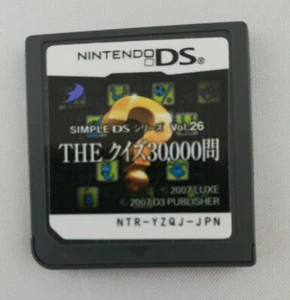 NINTENDO DS®
SIMPLE DS シリーズ Vol.26
THE クイズ30,000問
© 2007 LUXE
© 2007 D3 PUBLISHER
NTR-YZQJ-JPN